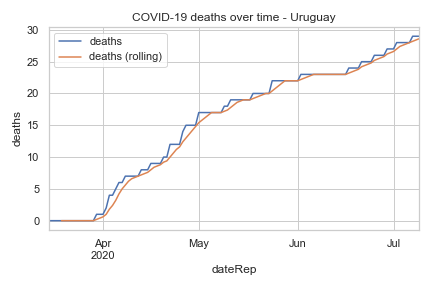 COVID-19 deaths over time - Uruguay
deaths
deaths (rolling)
deaths
30
25
20
15
10
5
0
Apr
2020
May
Jun
Jul
dateRep